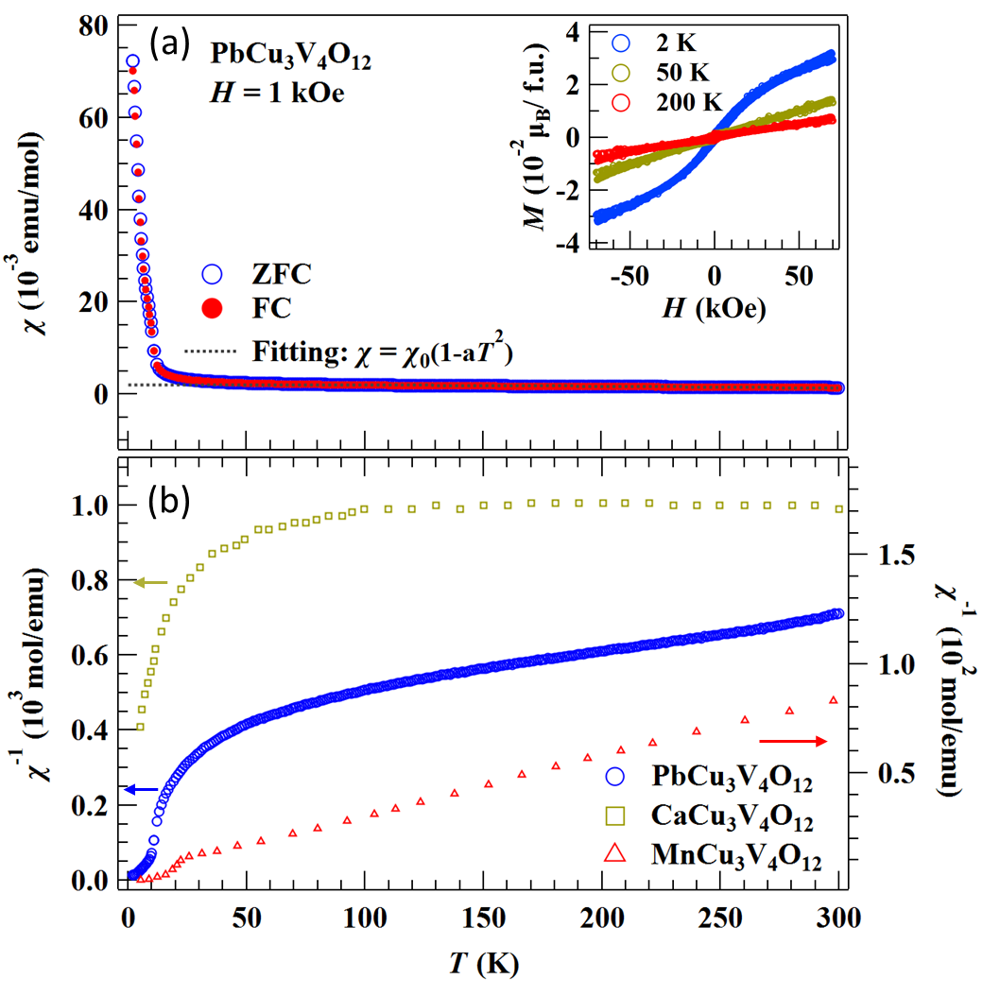 (a)
PbCu₃V₄O₁₂
H = 1 kOe
80
60
40
20
0
χ (10⁻³ emu/mol)
ZFC
FC
Fitting: χ = χ₀(1-aT²)
2 K
50 K
200 K
4
2
0
-2
-4
M (10⁻² μB/ f.u.)
-50 0 50
H (kOe)
(b)
1.0
0.8
0.6
0.4
0.2
0.0
χ⁻¹ (10³ mol/emu)
1.5
1.0
0.5
χ⁻¹ (10² mol/emu)
PbCu₃V₄O₁₂
CaCu₃V₄O₁₂
MnCu₃V₄O₁₂
0 50 100 150 200 250 300
T (K)